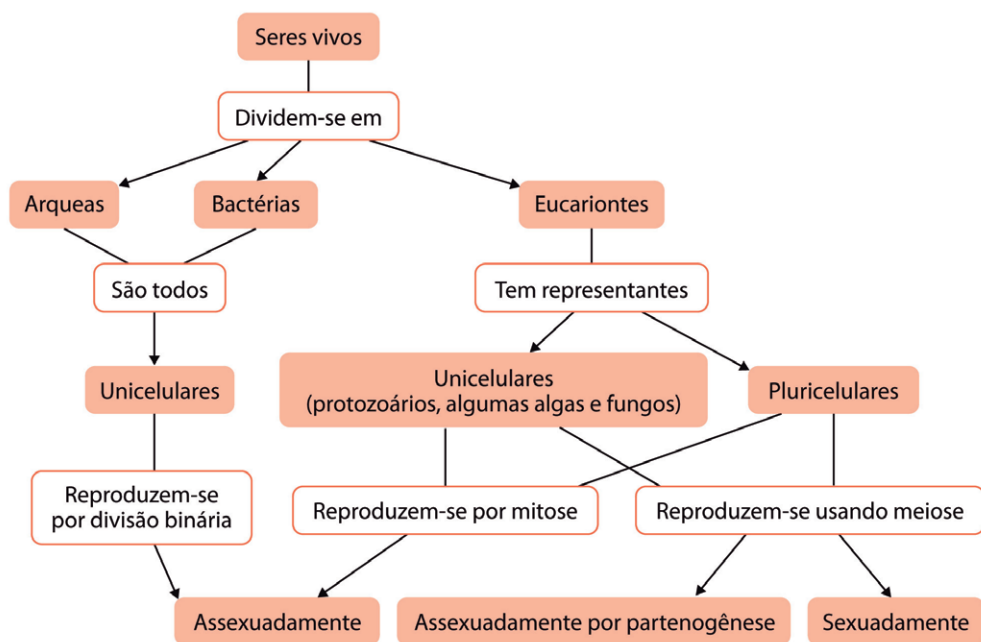 Seres vivos
Dividem-se em
Arqueas
Bactérias
Eucariontes
São todos
Tem representantes
Unicelulares
Unicelulares
(protozoários, algumas algas e fungos)
Pluricelulares
Reproduzem-se
por divisão binária
Reproduzem-se por mitose
Reproduzem-se usando meiose
Assexuadamente
Assexuadamente por partenogênese
Sexuadamente